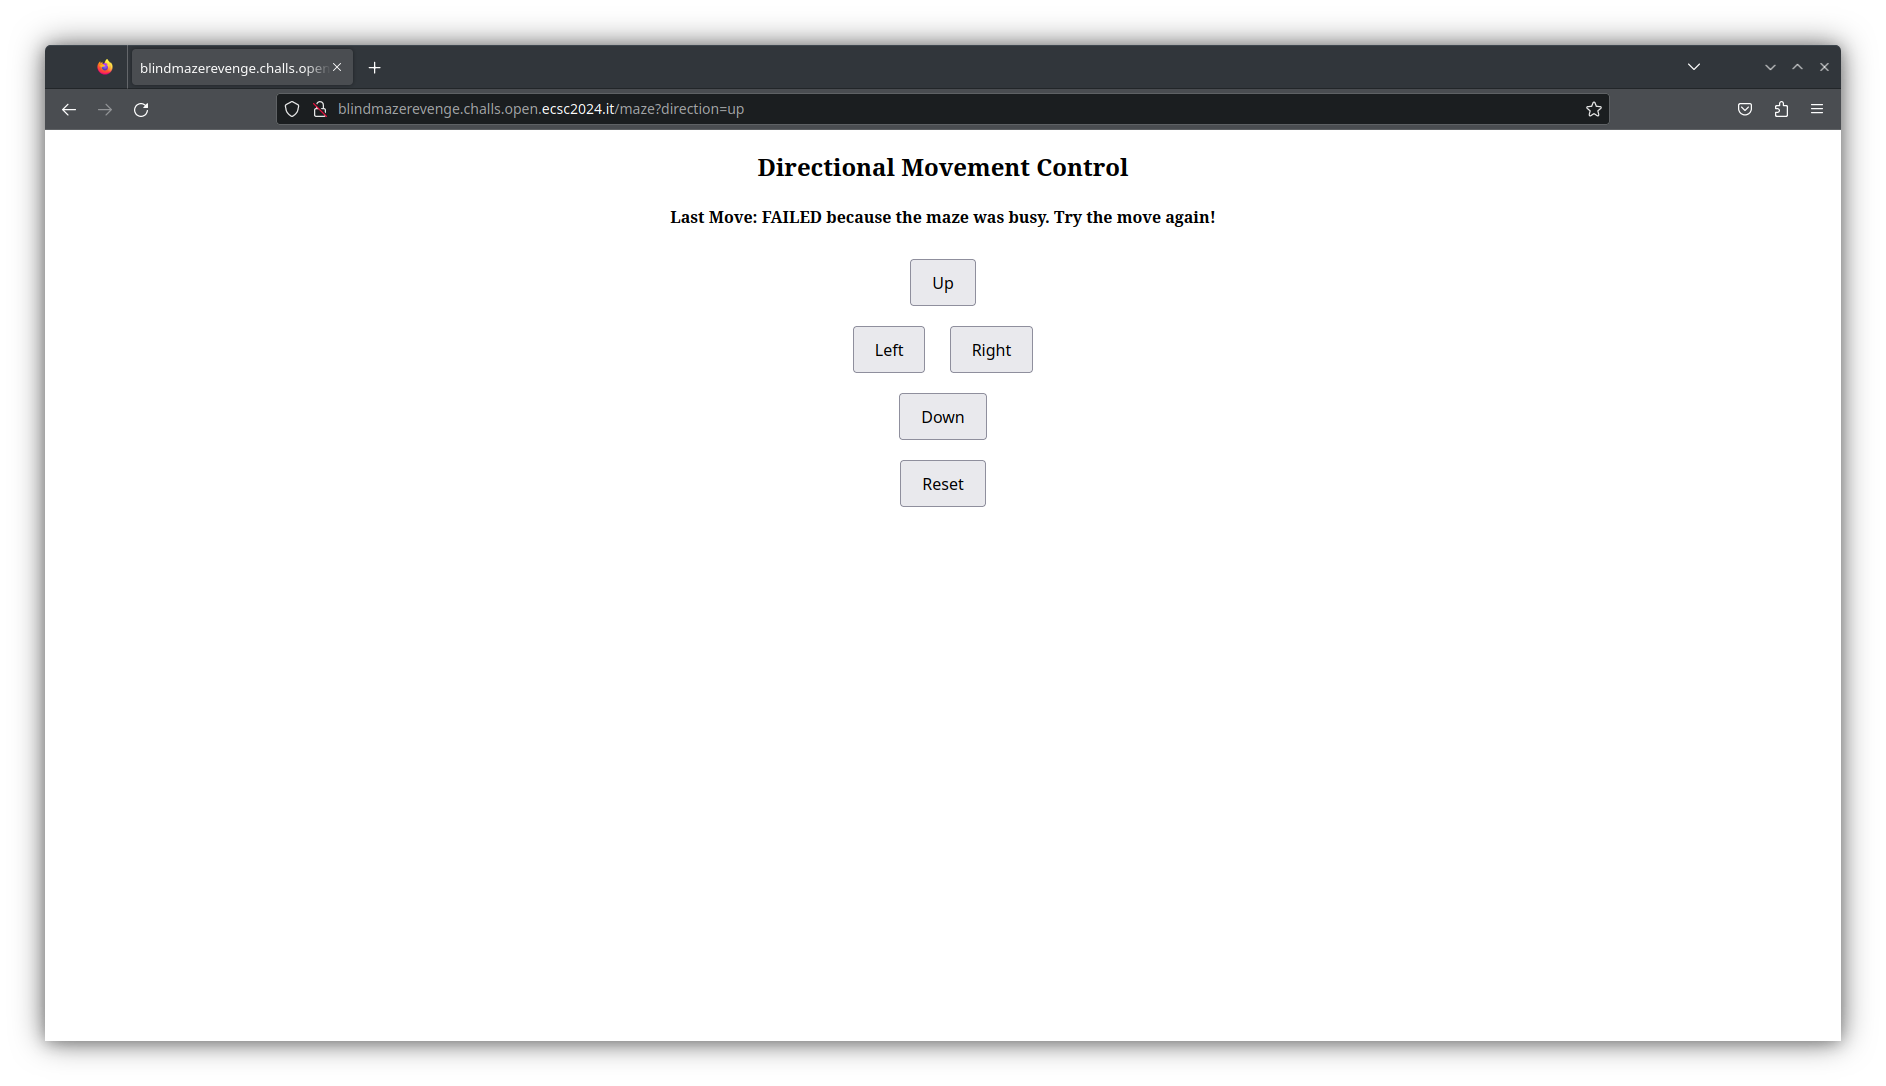 blindmazerevenge.challs.open
blindmazerevenge.challs.open.ecsc2024.it/maze?direction=up
Directional Movement Control
Last Move: FAILED because the maze was busy. Try the move again!
Up
Left Right
Down
Reset